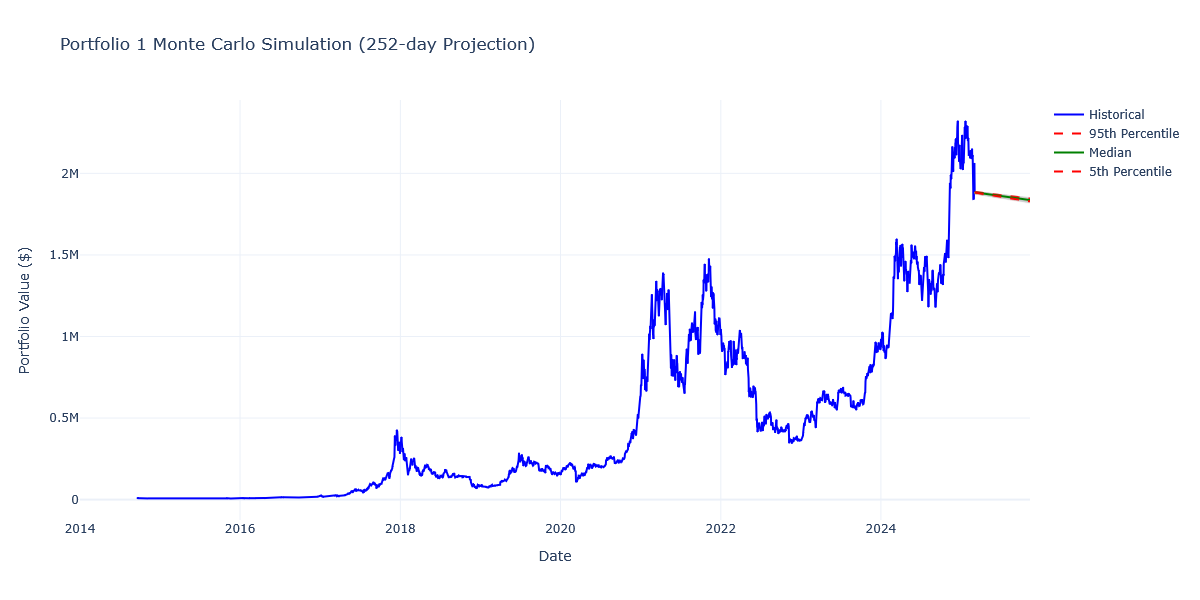 Portfolio 1 Monte Carlo Simulation (252-day Projection)
Historical
95th Percentile
Median
5th Percentile
Portfolio Value ($)
2M
1.5M
1M
0.5M
0
2014 2016 2018 2020 2022 2024
Date